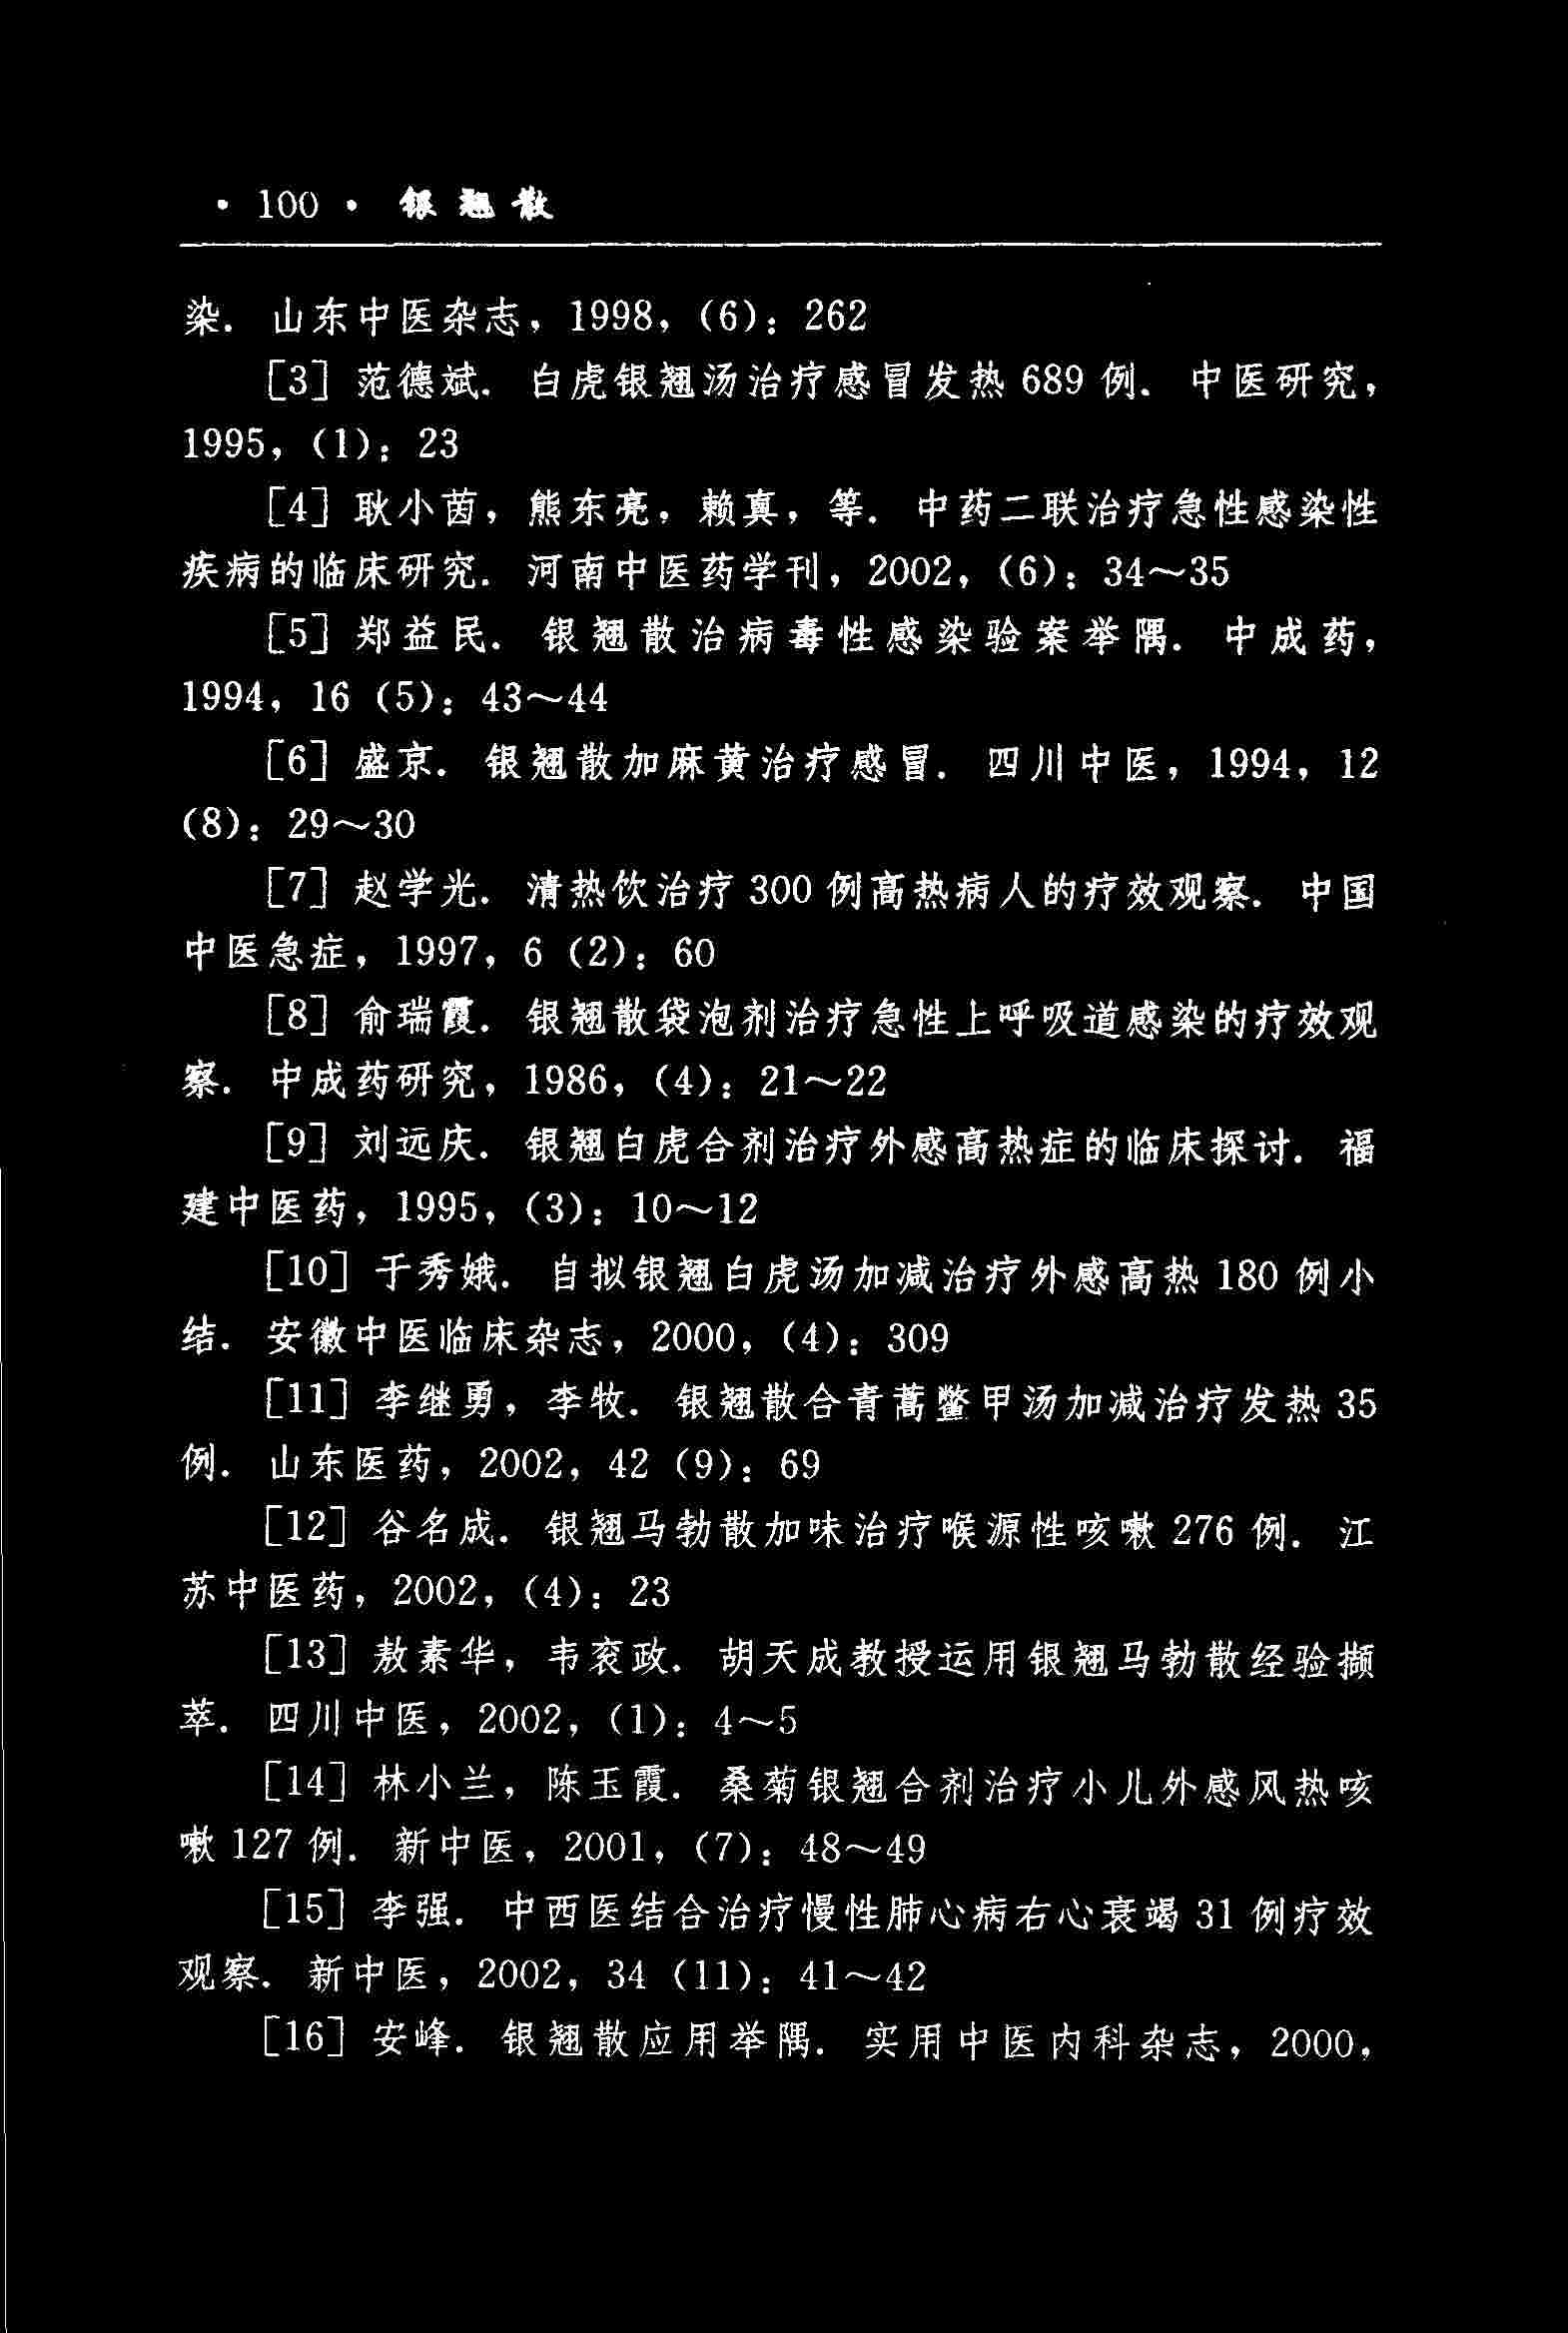 · 100 · 银翘散
染. 山东中医杂志, 1998, (6): 262
[3] 范德斌. 白虎银翘汤治疗感冒发热 689 例. 中医研究,
1995, (1): 23
[4] 耿小茵, 熊东亮, 赖真, 等. 中药二联治疗急性感染性
疾病的临床研究. 河南中医药学刊, 2002, (6): 34～35
[5] 郑益民. 银翘散治病毒性感染验案举隅. 中成药,
1994, 16 (5): 43～44
[6] 盛京. 银翘散加麻黄治疗感冒. 四川中医, 1994, 12
(8): 29～30
[7] 赵学光. 清热饮治疗 300 例高热病人的疗效观察. 中国
中医急症, 1997, 6 (2): 60
[8] 俞瑞霞. 银翘散袋泡剂治疗急性上呼吸道感染的疗效观
察. 中成药研究, 1986, (4): 21～22
[9] 刘远庆. 银翘白虎合剂治疗外感高热症的临床探讨. 福
建中医药, 1995, (3): 10～12
[10] 于秀娥. 自拟银翘白虎汤加减治疗外感高热 180 例小
结. 安徽中医临床杂志, 2000, (4): 309
[11] 李继勇, 李牧. 银翘散合青蒿鳖甲汤加减治疗发热 35
例. 山东医药, 2002, 42 (9): 69
[12] 谷名成. 银翘马勃散加味治疗喉源性咳嗽 276 例. 江
苏中医药, 2002, (4): 23
[13] 敖素华, 韦衮政. 胡天成教授运用银翘马勃散经验撷
萃. 四川中医, 2002, (1): 4～5
[14] 林小兰, 陈玉霞. 桑菊银翘合剂治疗小儿外感风热咳
嗽 127 例. 新中医, 2001, (7): 48～49
[15] 李强. 中西医结合治疗慢性肺心病右心衰竭 31 例疗效
观察. 新中医, 2002, 34 (11): 41～42
[16] 安峰. 银翘散应用举隅. 实用中医内科杂志, 2000,